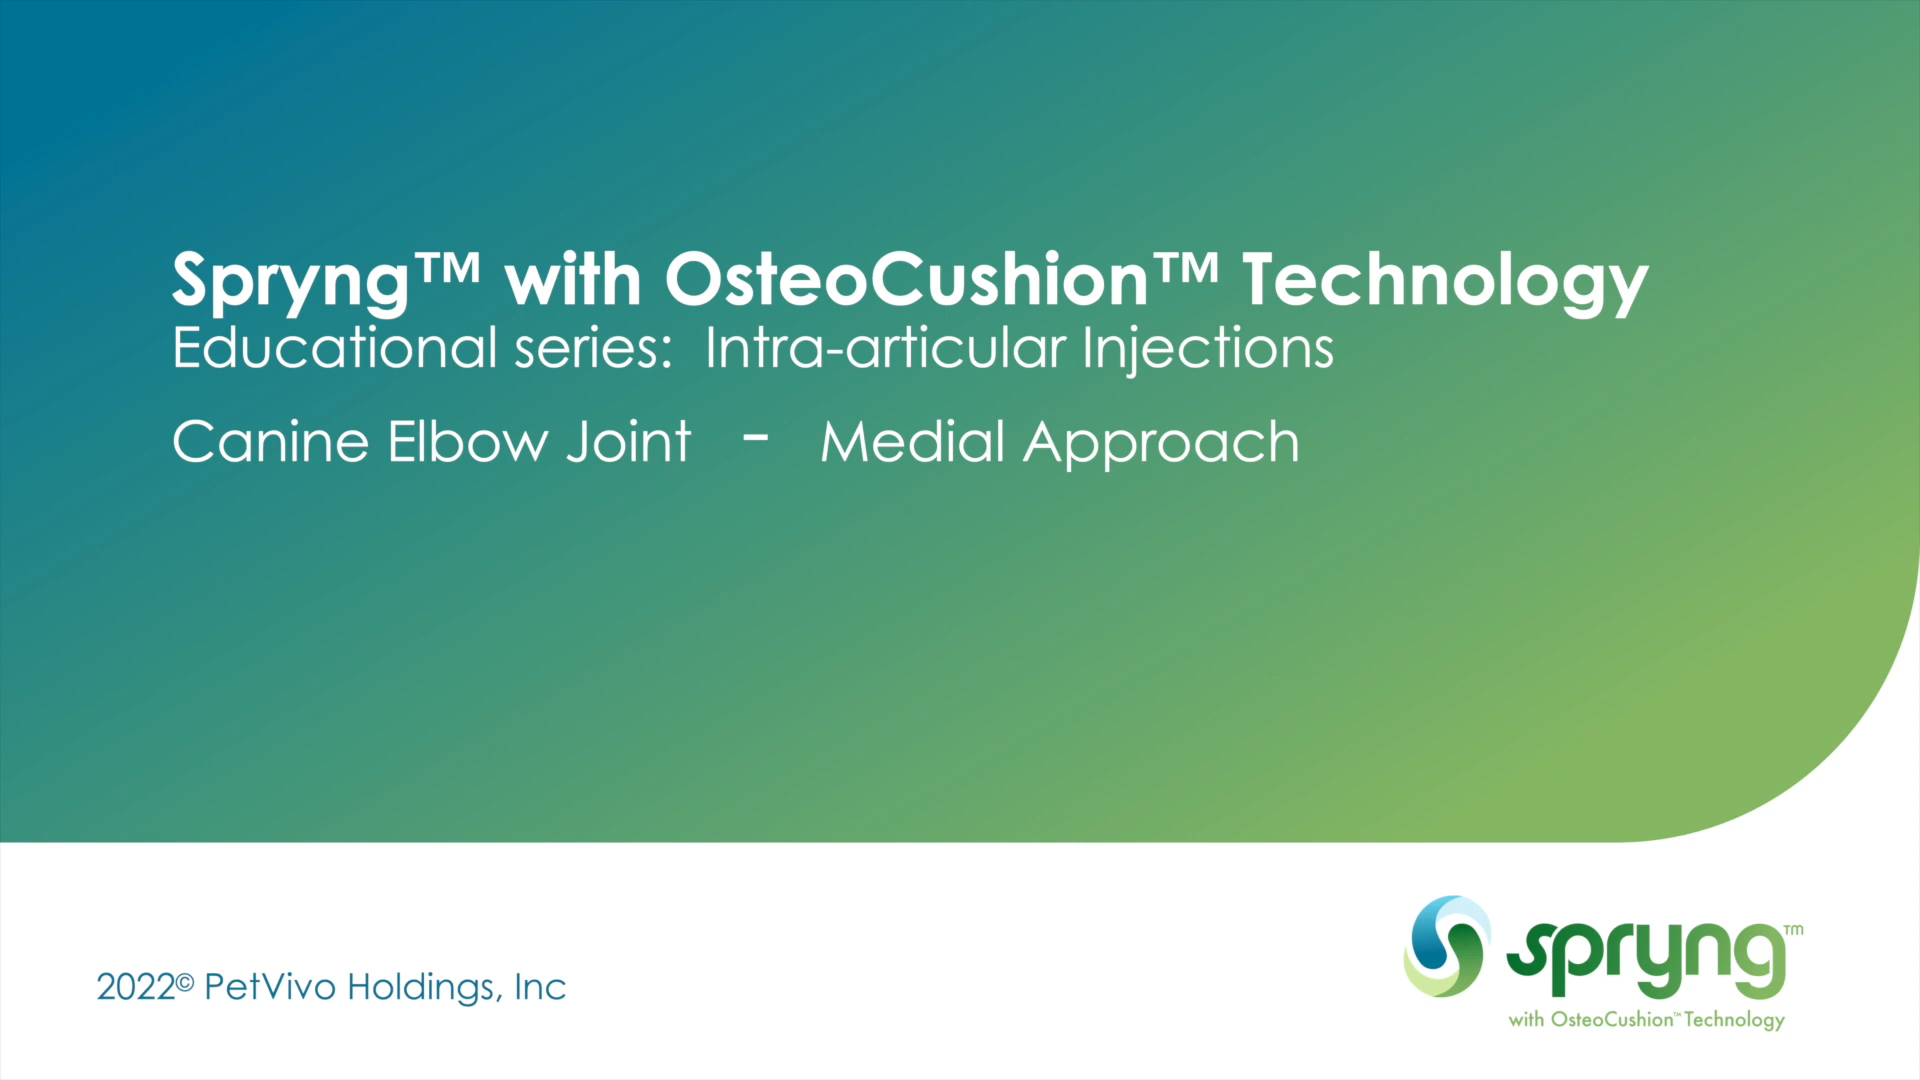 Spryng™ with OsteoCushion™ Technology
Educational series: Intra-articular Injections
Canine Elbow Joint - Medial Approach
2022© PetVivo Holdings, Inc
spryng™
with OsteoCushion™ Technology